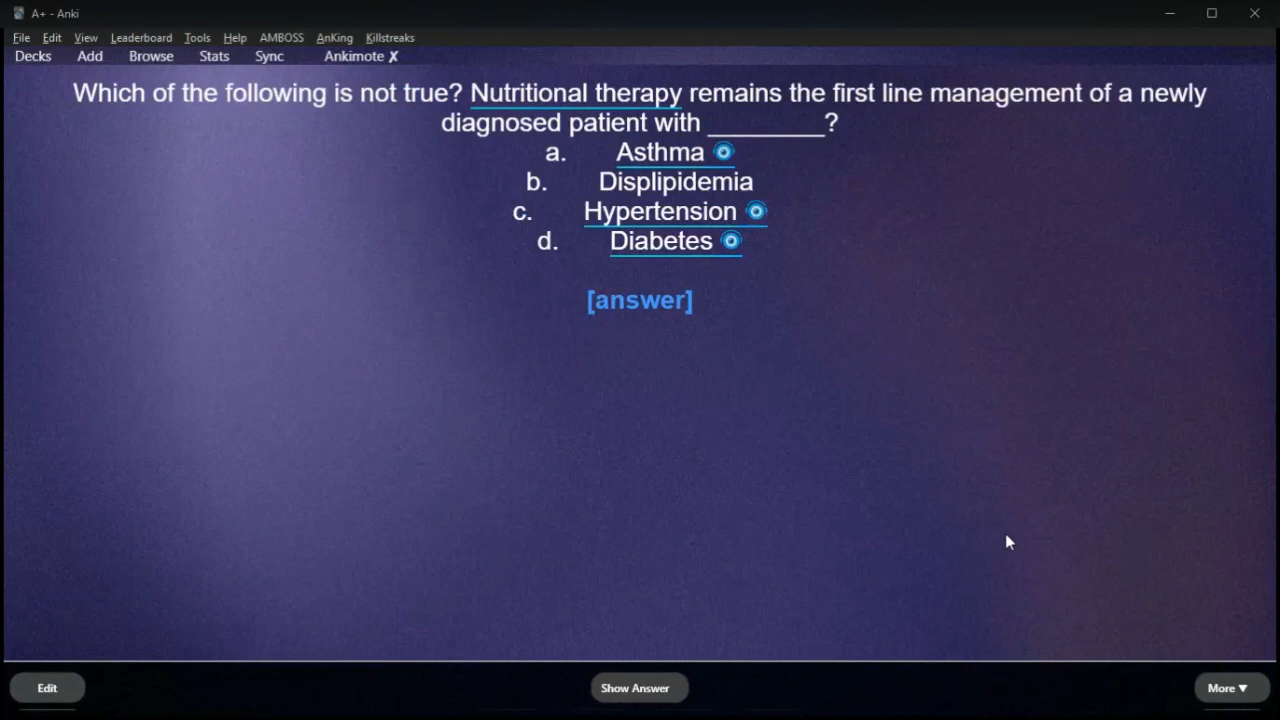 A+ - Anki
File Edit View Leaderboard Tools Help AMBOSS AnKing Killstreaks
Decks Add Browse Stats Sync Ankimote ✗
Which of the following is not true? Nutritional therapy remains the first line management of a newly
diagnosed patient with _________?
a. Asthma
b. Displipidemia
c. Hypertension
d. Diabetes
[answer]
Edit Show Answer More ▼